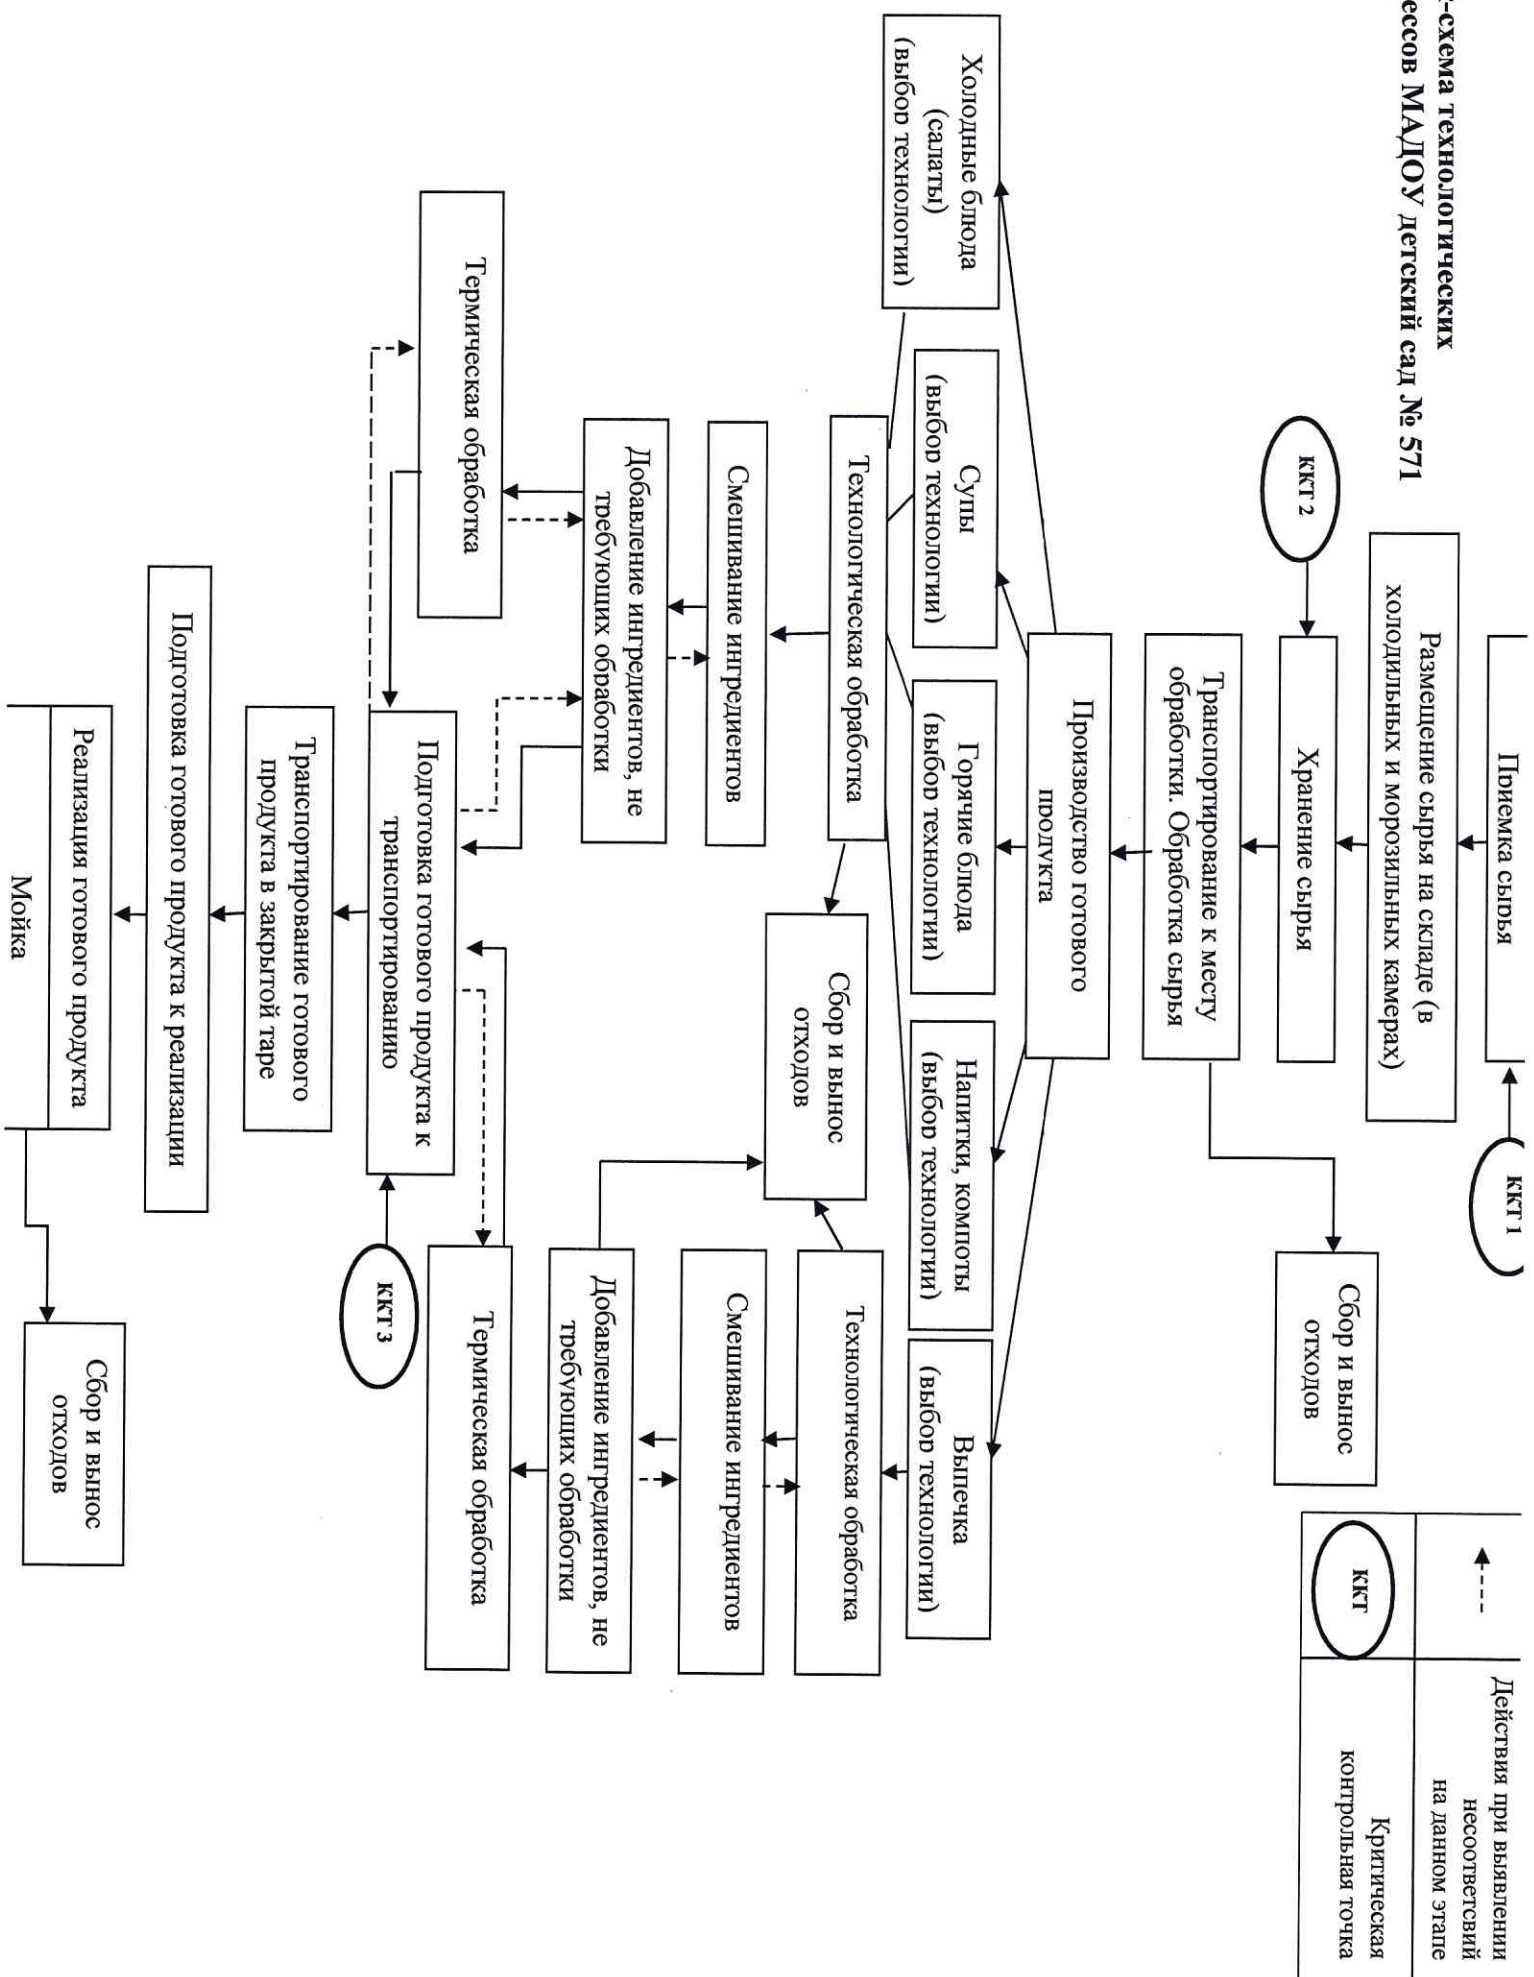 -схема технологических
ессов МАДОУ детский сад № 571
Приемка сырья
ККТ 1
Действия при выявлении
несоответсвий
на данном этапе
Размещение сырья на складе (в
холодильных и морозильных камерах)
ККТ
Критическая
контрольная точка
ККТ 2
Хранение сырья
Сбор и вынос
отходов
Транспортирование к месту
обработки. Обработка сырья
Производство готового
продукта
Холодные блюда
(салаты)
(выбор технологии)
Супы
(выбор технологии)
Горячие блюда
(выбор технологии)
Напитки, компоты
(выбор технологии)
Выпечка
(выбор технологии)
Технологическая обработка
Сбор и вынос
отходов
Технологическая обработка
Смешивание ингредиентов
Смешивание ингредиентов
Добавление ингредиентов, не
требующих обработки
Добавление ингредиентов, не
требующих обработки
Термическая обработка
Термическая обработка
Подготовка готового продукта к
транспортированию
ККТ 3
Транспортирование готового
продукта в закрытой таре
Подготовка готового продукта к реализации
Реализация готового продукта
Мойка
Сбор и вынос
отходов